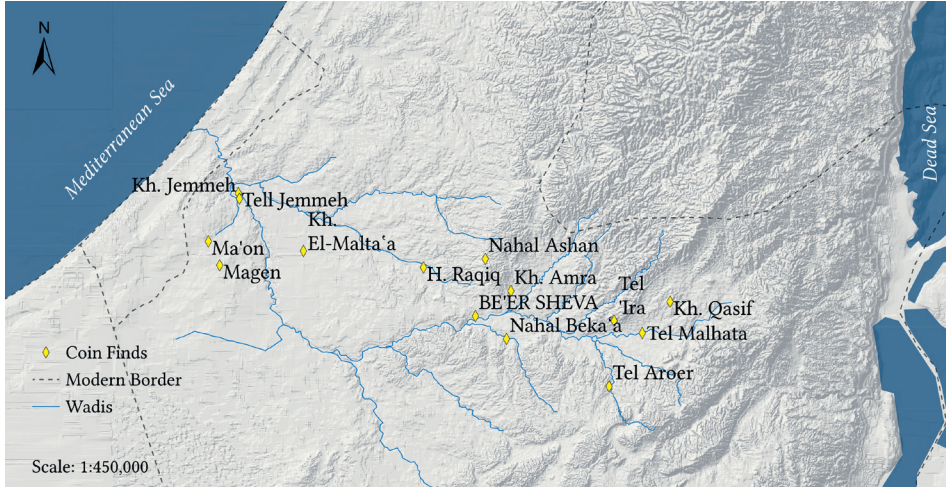 N
Mediterranean Sea
Dead Sea
Kh. Jemmeh
Tell Jemmeh
Kh.
El-Malta‘a
Ma'on
Magen
Nahal Ashan
H. Raqiq
Kh. Amra
BE'ER SHEVA
Nahal Beka‘a
Tel
'Ira
Kh. Qasif
Tel Malhata
Tel Aroer
Coin Finds
Modern Border
Wadis
Scale: 1:450,000